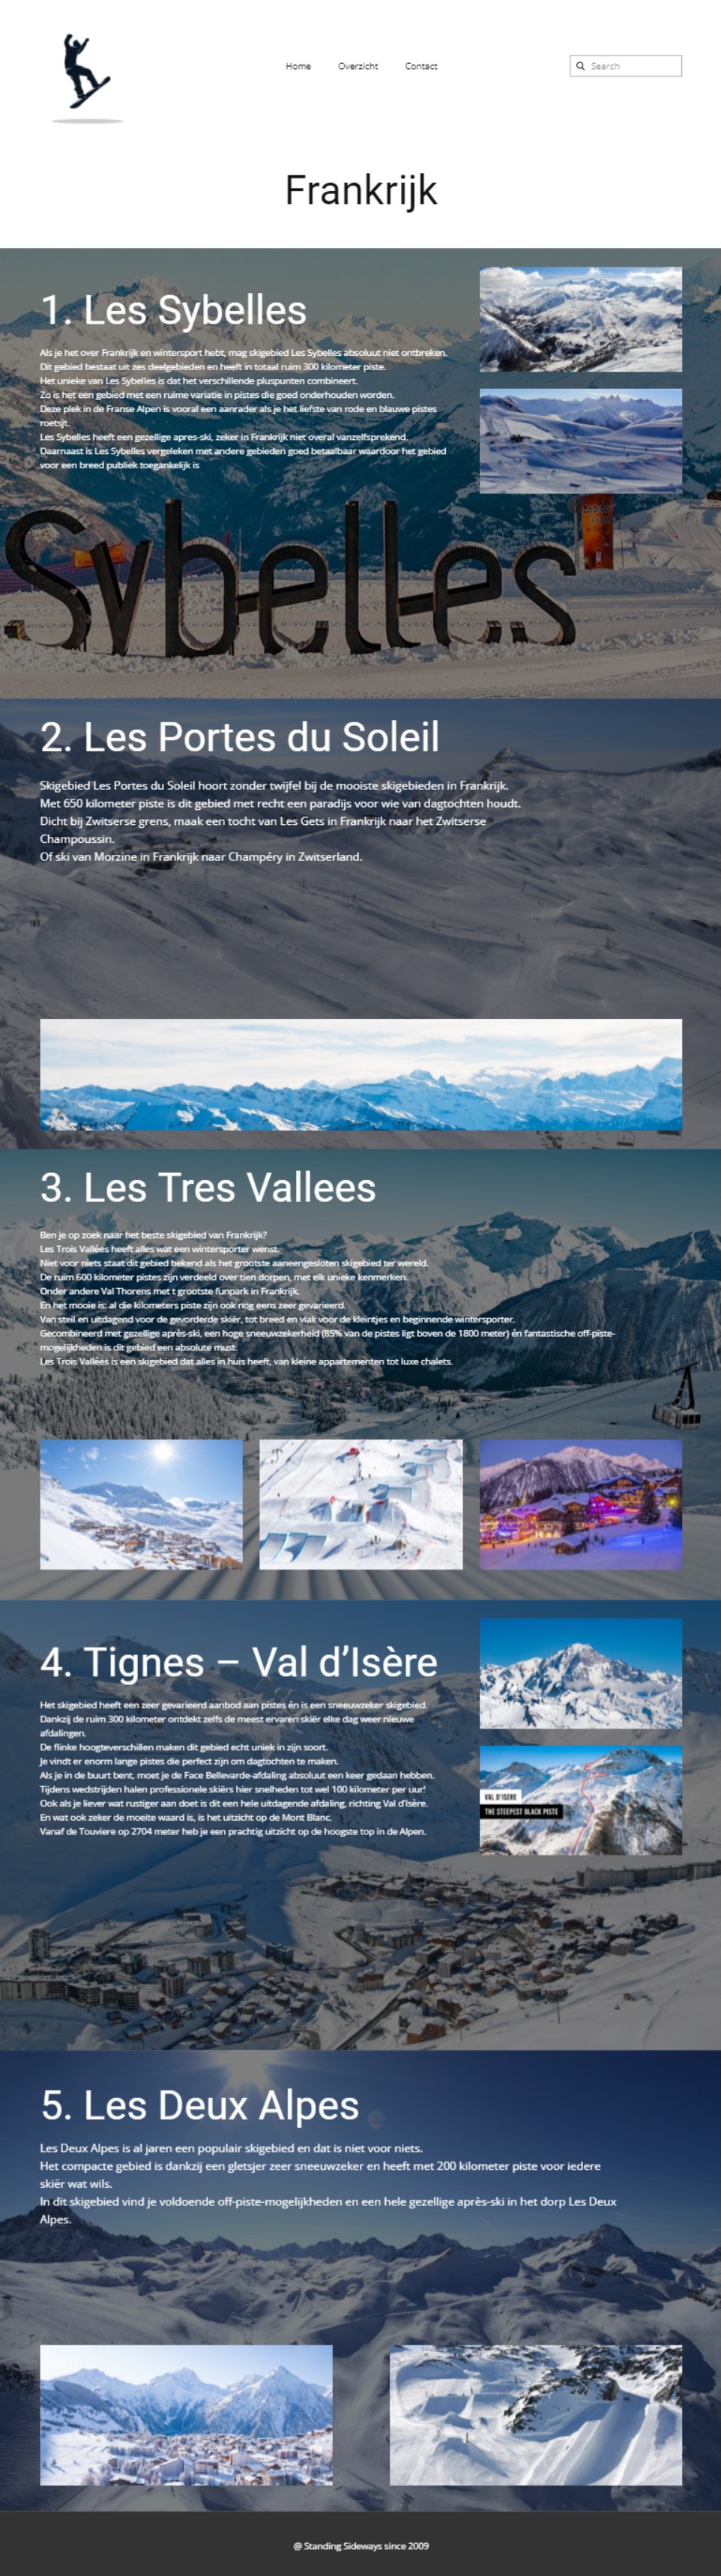 Home Overzicht Contact
Search
Frankrijk
1. Les Sybelles
Als je het over Frankrijk en wintersport hebt, mag skigebied Les Sybelles absoluut niet ontbreken.
Dit gebied bestaat uit zes deelgebieden en heeft in totaal ruim 300 kilometer piste.
Het unieke van Les Sybelles is dat het verschillende pluspunten combineert.
Zo is het een gebied met een ruime variatie in pistes die goed onderhouden worden.
Deze plek in de Franse Alpen is vooral een aanrader als je het liefste van rode en blauwe pistes
roetsjt.
Les Sybelles heeft een gezellige apres-ski, zeker in Frankrijk niet overal vanzelfsprekend.
Daarnaast is Les Sybelles vergeleken met andere gebieden goed betaalbaar waardoor het gebied
voor een breed publiek toegankelijk is
Sybelles
2. Les Portes du Soleil
Skigebied Les Portes du Soleil hoort zonder twijfel bij de mooiste skigebieden in Frankrijk.
Met 650 kilometer piste is dit gebied met recht een paradijs voor wie van dagtochten houdt.
Dicht bij Zwitserse grens, maak een tocht van Les Gets in Frankrijk naar het Zwitserse
Champoussin.
Of ski van Morzine in Frankrijk naar Champéry in Zwitserland.
3. Les Tres Vallees
Ben je op zoek naar het beste skigebied van Frankrijk?
Les Trois Vallées heeft alles wat een wintersporter wenst.
Niet voor niets staat dit gebied bekend als het grootste aaneengesloten skigebied ter wereld.
De ruim 600 kilometer pistes zijn verdeeld over tien dorpen, met elk unieke kenmerken.
Onder andere Val Thorens met t grootste funpark in Frankrijk.
En het mooie is: al die kilometers piste zijn ook nog eens zeer gevarieerd.
Van steil en uitdagend voor de gevorderde skiër, tot breed en vlak voor de kleintjes en beginnende wintersporter.
Gecombineerd met gezellige après-ski, een hoge sneeuwzekerheid (85% van de pistes ligt boven de 1800 meter) én fantastische off-piste-
mogelijkheden is dit gebied een absolute must.
Les Trois Vallées is een skigebied dat alles in huis heeft, van kleine appartementen tot luxe chalets.
4. Tignes – Val d’Isère
Het skigebied heeft een zeer gevarieerd aanbod aan pistes én is een sneeuwzeker skigebied.
Dankzij de ruim 300 kilometer ontdekt zelfs de meest ervaren skiër elke dag weer nieuwe
afdalingen.
De flinke hoogteverschillen maken dit gebied echt uniek in zijn soort.
Je vindt er enorm lange pistes die perfect zijn om dagtochten te maken.
Als je in de buurt bent, moet je de Face Bellevarde-afdaling absoluut een keer gedaan hebben.
Tijdens wedstrijden halen professionele skiërs hier snelheden tot wel 100 kilometer per uur!
Ook als je liever wat rustiger aan doet is dit een hele uitdagende afdaling, richting Val d'Isère.
En wat ook zeker de moeite waard is, is het uitzicht op de Mont Blanc.
Vanaf de Touviere op 2704 meter heb je een prachtig uitzicht op de hoogste top in de Alpen.
VAL D'ISERE
THE STEEPEST BLACK PISTE
5. Les Deux Alpes
Les Deux Alpes is al jaren een populair skigebied en dat is niet voor niets.
Het compacte gebied is dankzij een gletsjer zeer sneeuwzeker en heeft met 200 kilometer piste voor iedere
skiër wat wils.
In dit skigebied vind je voldoende off-piste-mogelijkheden en een hele gezellige après-ski in het dorp Les Deux
Alpes.
@ Standing Sideways since 2009